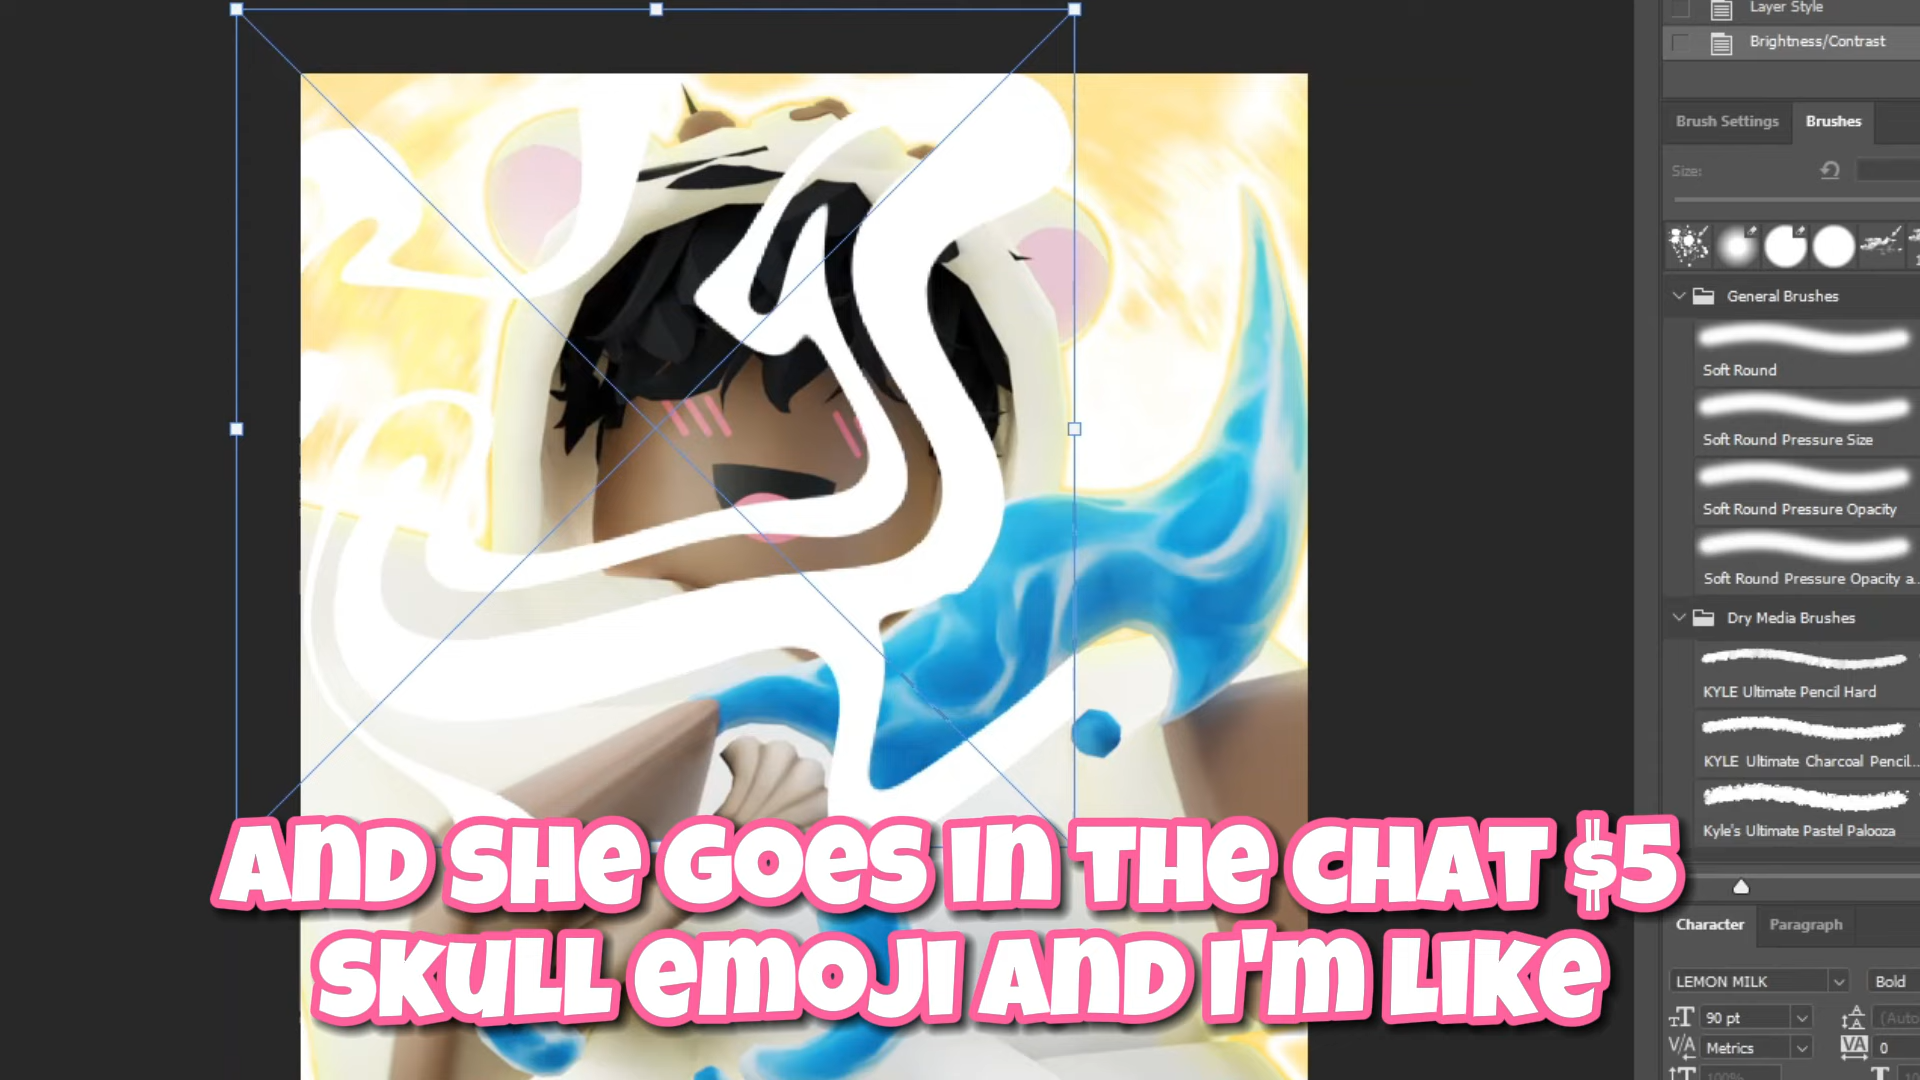 Layer Style
Brightness/Contrast
Brush Settings
Brushes
Size:
General Brushes
Soft Round
Soft Round Pressure Size
Soft Round Pressure Opacity
Soft Round Pressure Opacity a...
Dry Media Brushes
KYLE Ultimate Pencil Hard
KYLE Ultimate Charcoal Pencil...
Kyle's Ultimate Pastel Palooza
AND SHE GOES IN THE CHAT $5
SKULL EMOJI AND I'M LIKE
Character
Paragraph
LEMON MILK
Bold
90 pt
(Auto
Metrics
0
100%